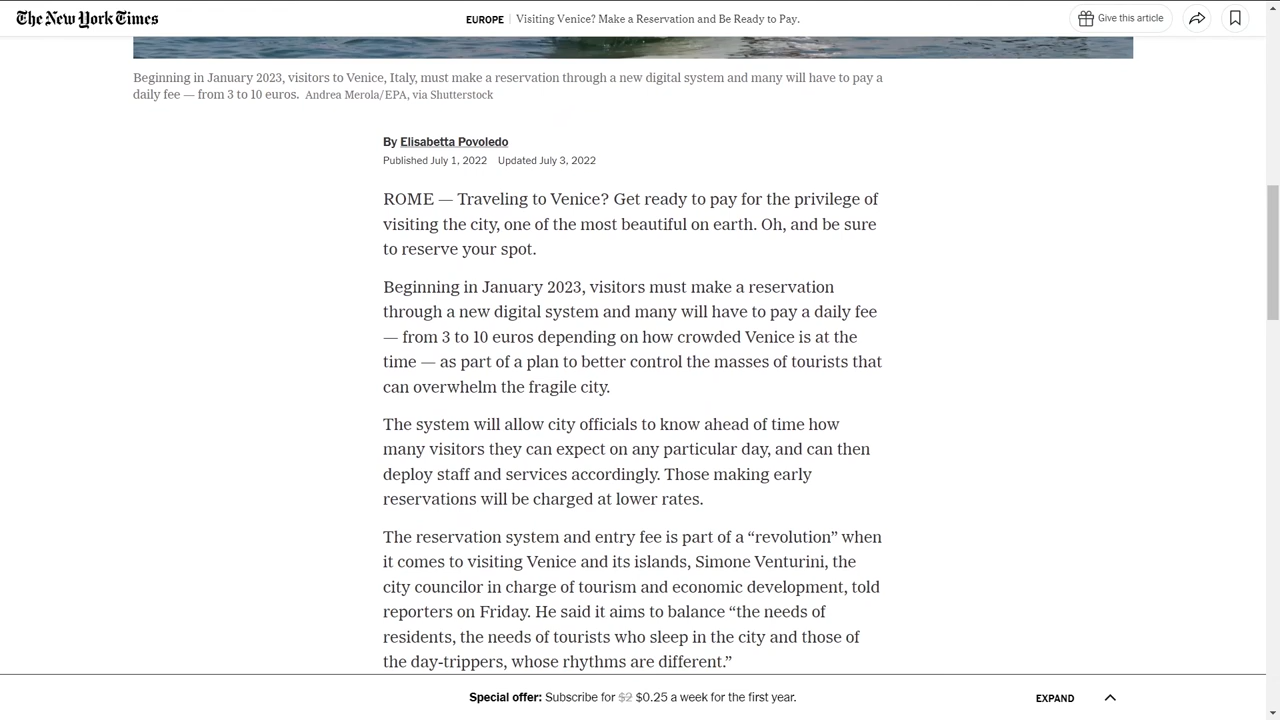 The New York Times
EUROPE | Visiting Venice? Make a Reservation and Be Ready to Pay.
Give this article
Beginning in January 2023, visitors to Venice, Italy, must make a reservation through a new digital system and many will have to pay a
daily fee — from 3 to 10 euros. Andrea Merola/EPA, via Shutterstock
By Elisabetta Povoledo
Published July 1, 2022 Updated July 3, 2022
ROME — Traveling to Venice? Get ready to pay for the privilege of
visiting the city, one of the most beautiful on earth. Oh, and be sure
to reserve your spot.
Beginning in January 2023, visitors must make a reservation
through a new digital system and many will have to pay a daily fee
— from 3 to 10 euros depending on how crowded Venice is at the
time — as part of a plan to better control the masses of tourists that
can overwhelm the fragile city.
The system will allow city officials to know ahead of time how
many visitors they can expect on any particular day, and can then
deploy staff and services accordingly. Those making early
reservations will be charged at lower rates.
The reservation system and entry fee is part of a “revolution” when
it comes to visiting Venice and its islands, Simone Venturini, the
city councilor in charge of tourism and economic development, told
reporters on Friday. He said it aims to balance “the needs of
residents, the needs of tourists who sleep in the city and those of
the day-trippers, whose rhythms are different.”
Special offer: Subscribe for $2 $0.25 a week for the first year.
EXPAND